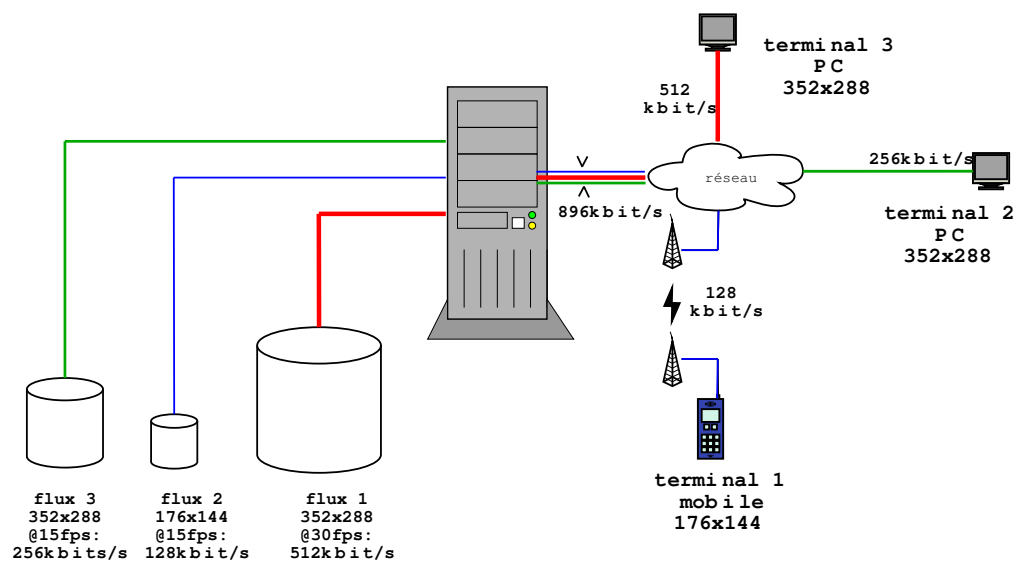 terminal 3
PC
352x288
512
kbit/s
réseau
256kbit/s
896kbit/s
terminal 2
PC
352x288
128
kbit/s
terminal 1
mobile
176x144
flux 3
352x288
@15fps:
256kbits/s
flux 2
176x144
@15fps:
128kbit/s
flux 1
352x288
@30fps:
512kbit/s